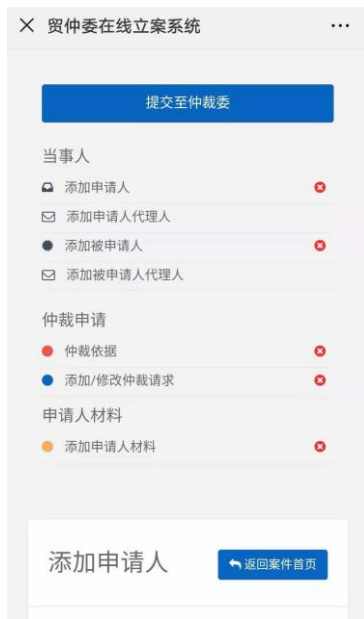 贸仲委在线立案系统
提交至仲裁委
当事人
添加申请人
添加申请人代理人
添加被申请人
添加被申请人代理人
仲裁申请
仲裁依据
添加/修改仲裁请求
申请人材料
添加申请人材料
添加申请人
返回案件首页